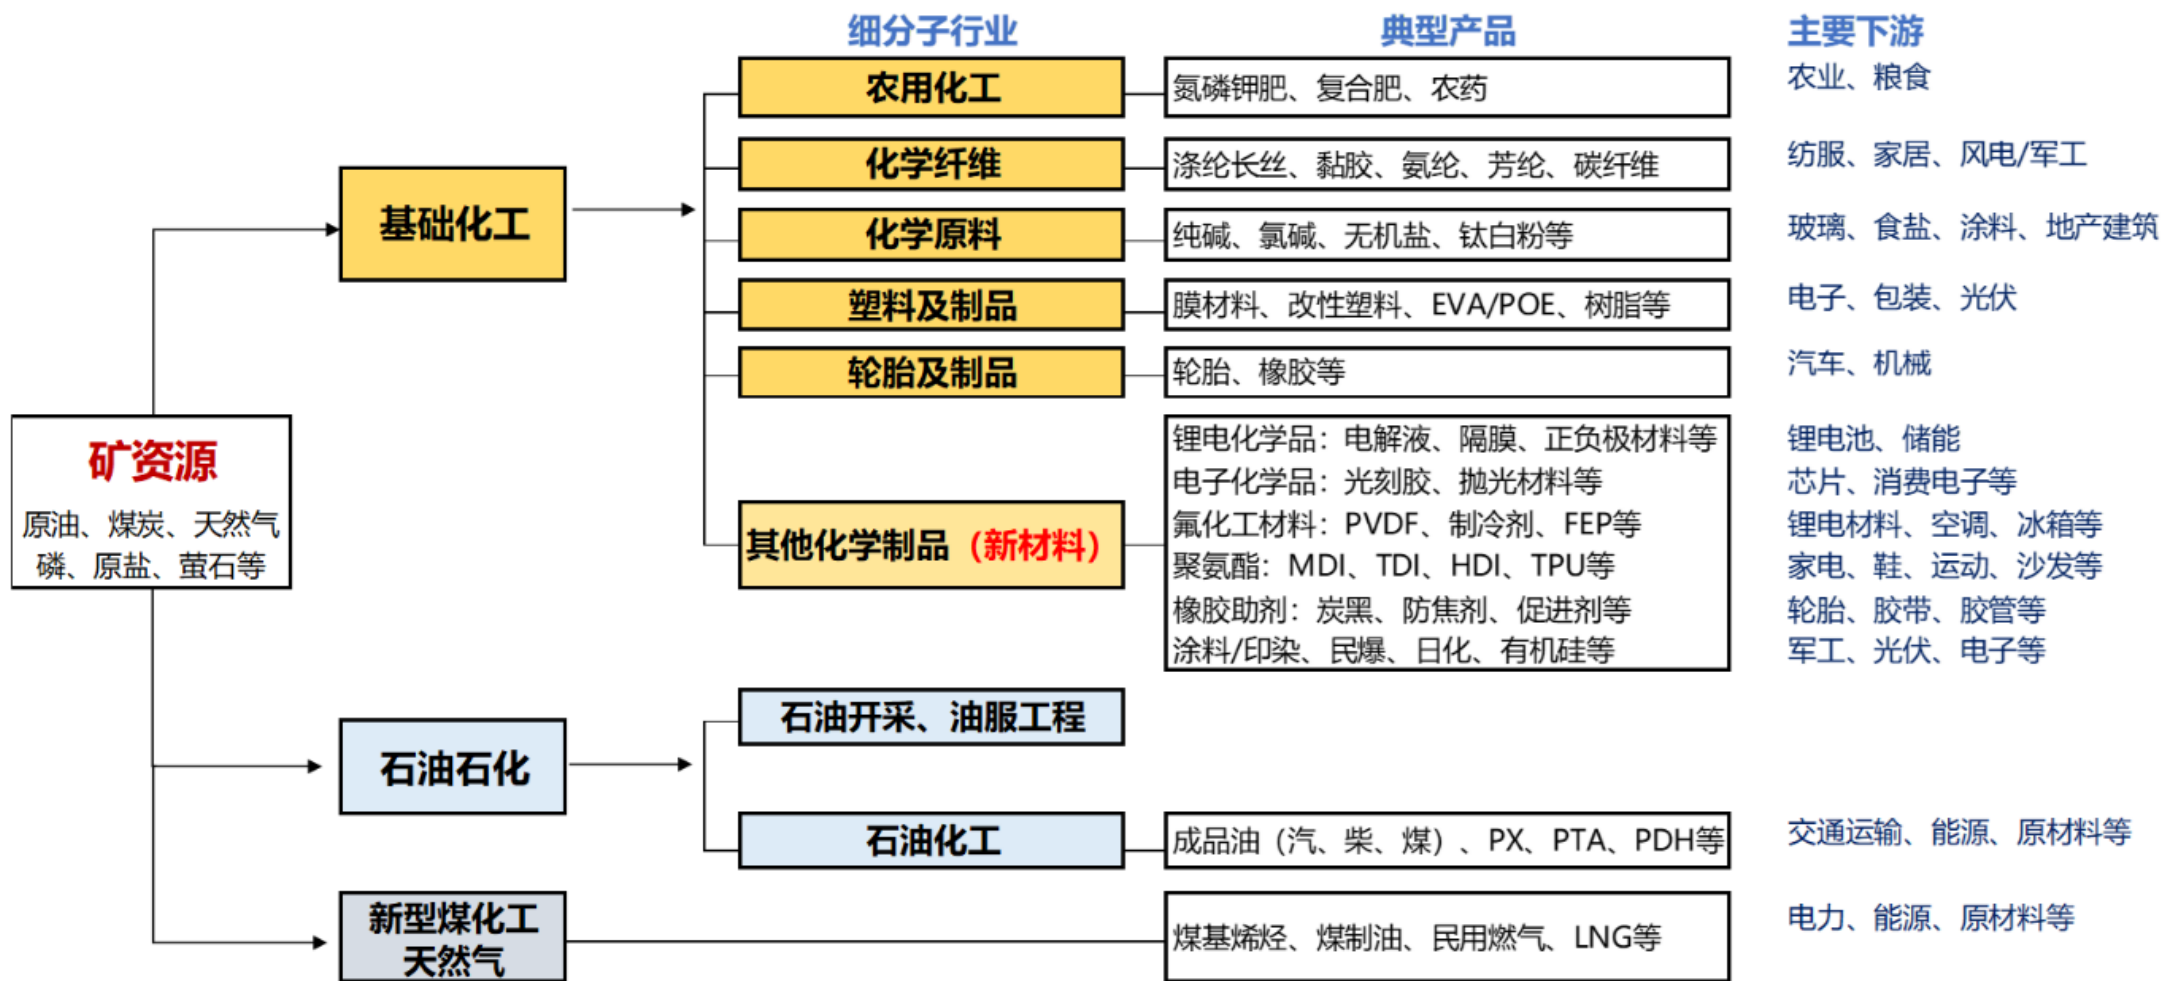 细分子行业
典型产品
主要下游
农用化工
氮磷钾肥、复合肥、农药
农业、粮食
化学纤维
涤纶长丝、黏胶、氨纶、芳纶、碳纤维
纺服、家居、风电/军工
基础化工
化学原料
纯碱、氯碱、无机盐、钛白粉等
玻璃、食盐、涂料、地产建筑
塑料及制品
膜材料、改性塑料、EVA/POE、树脂等
电子、包装、光伏
轮胎及制品
轮胎、橡胶等
汽车、机械
矿资源
原油、煤炭、天然气
磷、原盐、萤石等
其他化学制品（新材料）
锂电化学品：电解液、隔膜、正负极材料等
锂电池、储能
电子化学品：光刻胶、抛光材料等
芯片、消费电子等
氟化工材料：PVDF、制冷剂、FEP等
锂电材料、空调、冰箱等
聚氨酯：MDI、TDI、HDI、TPU等
家电、鞋、运动、沙发等
橡胶助剂：炭黑、防焦剂、促进剂等
轮胎、胶带、胶管等
涂料/印染、民爆、日化、有机硅等
军工、光伏、电子等
石油石化
石油开采、油服工程
石油化工
成品油（汽、柴、煤）、PX、PTA、PDH等
交通运输、能源、原材料等
新型煤化工
天然气
煤基烯烃、煤制油、民用燃气、LNG等
电力、能源、原材料等